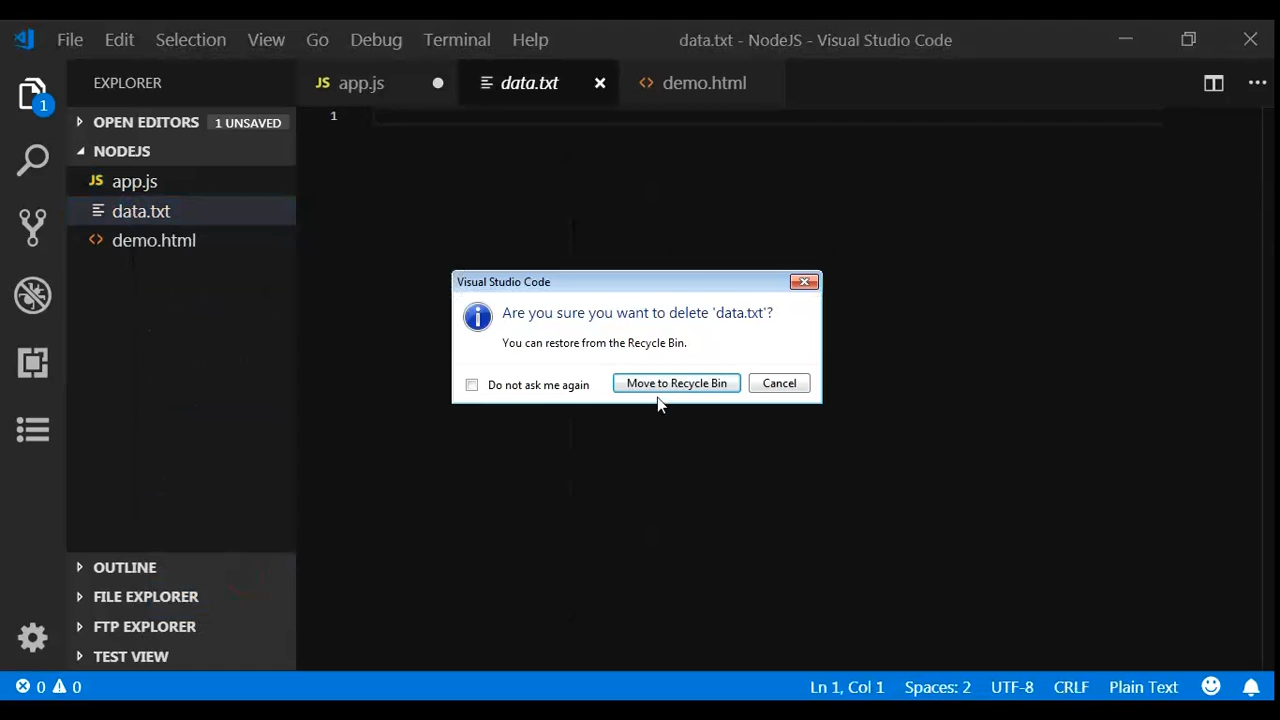 File Edit Selection View Go Debug Terminal Help data.txt - NodeJS - Visual Studio Code
EXPLORER
JS app.js data.txt demo.html
1
OPEN EDITORS 1 UNSAVED
NODEJS
JS app.js
data.txt
demo.html
1
Visual Studio Code
Are you sure you want to delete 'data.txt'?
You can restore from the Recycle Bin.
Do not ask me again Move to Recycle Bin Cancel
OUTLINE
FILE EXPLORER
FTP EXPLORER
TEST VIEW
0 0 Ln 1, Col 1 Spaces: 2 UTF-8 CRLF Plain Text